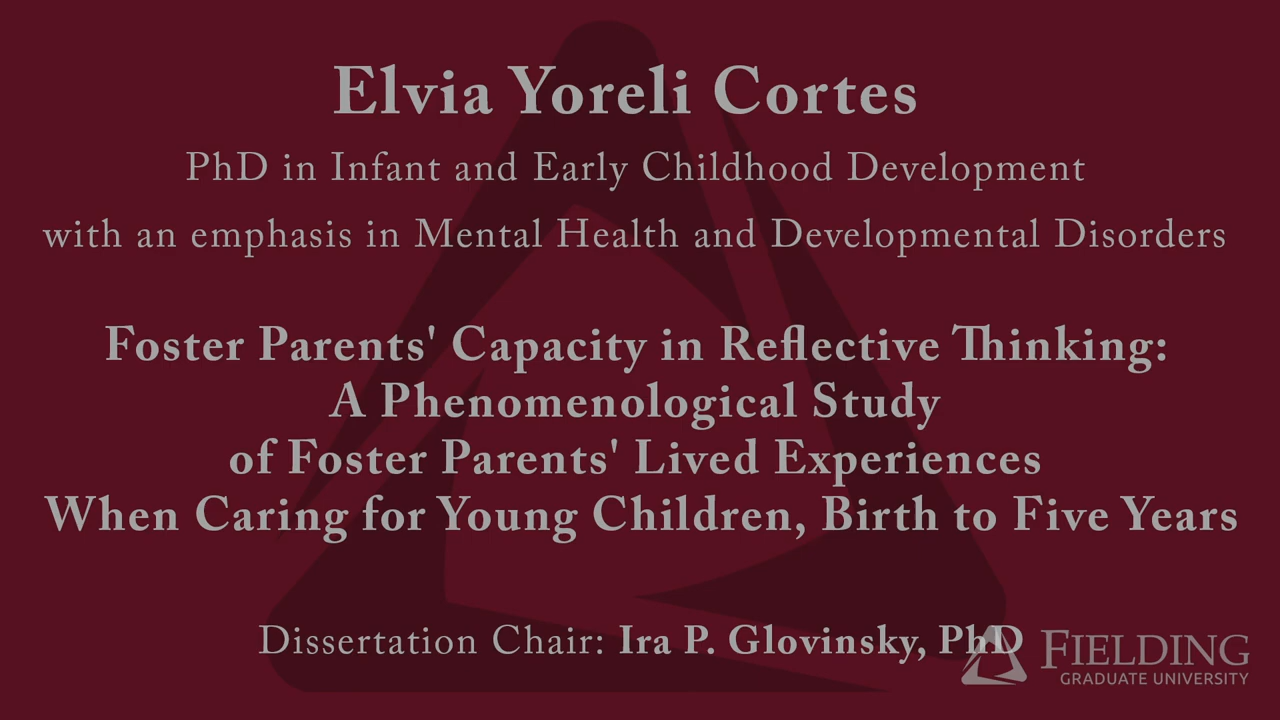 Elvia Yoreli Cortes
PhD in Infant and Early Childhood Development
with an emphasis in Mental Health and Developmental Disorders
Foster Parents' Capacity in Reflective Thinking:
A Phenomenological Study
of Foster Parents' Lived Experiences
When Caring for Young Children, Birth to Five Years
Dissertation Chair: Ira P. Glovinsky, PhD
FIELDING
GRADUATE UNIVERSITY